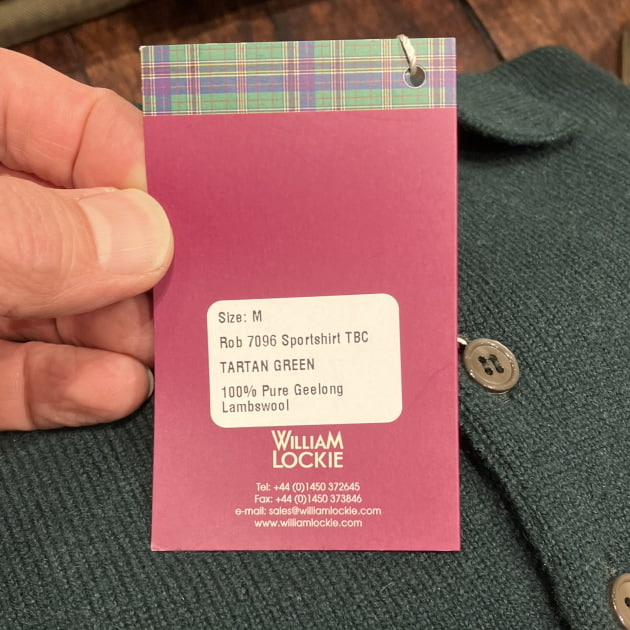 Size: M
Rob 7096 Sportshirt TBC
TARTAN GREEN
100% Pure Geelong
Lambswool
WILLIAM
LOCKIE
Tel: +44 (0)1450 372645
Fax: +44 (0)1450 373846
e-mail: sales@williamlockie.com
www.williamlockie.com